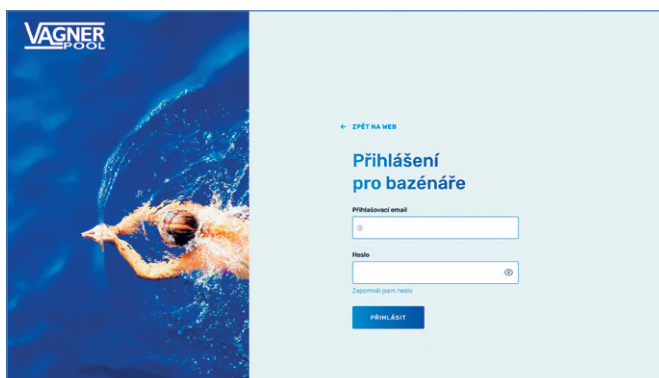 VAGNER
POOL
← ZPĚT NA WEB
Přihlášení
pro bazénáře
Přihlašovací email
@
Heslo
Zapomněl jsem heslo
PŘIHLÁSIT